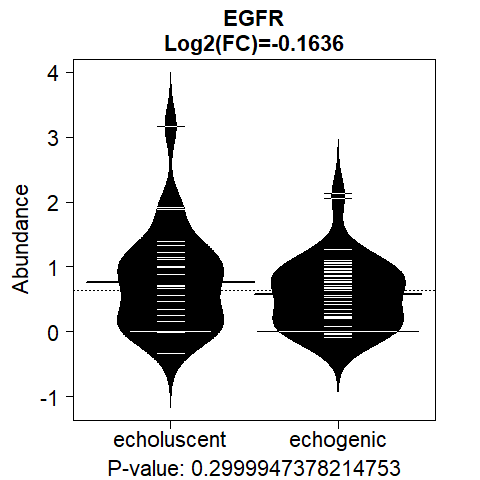 EGFR
Log2(FC)=-0.1636
Abundance
4
3
2
1
0
-1
echoluscent echogenic
P-value: 0.2999947378214753